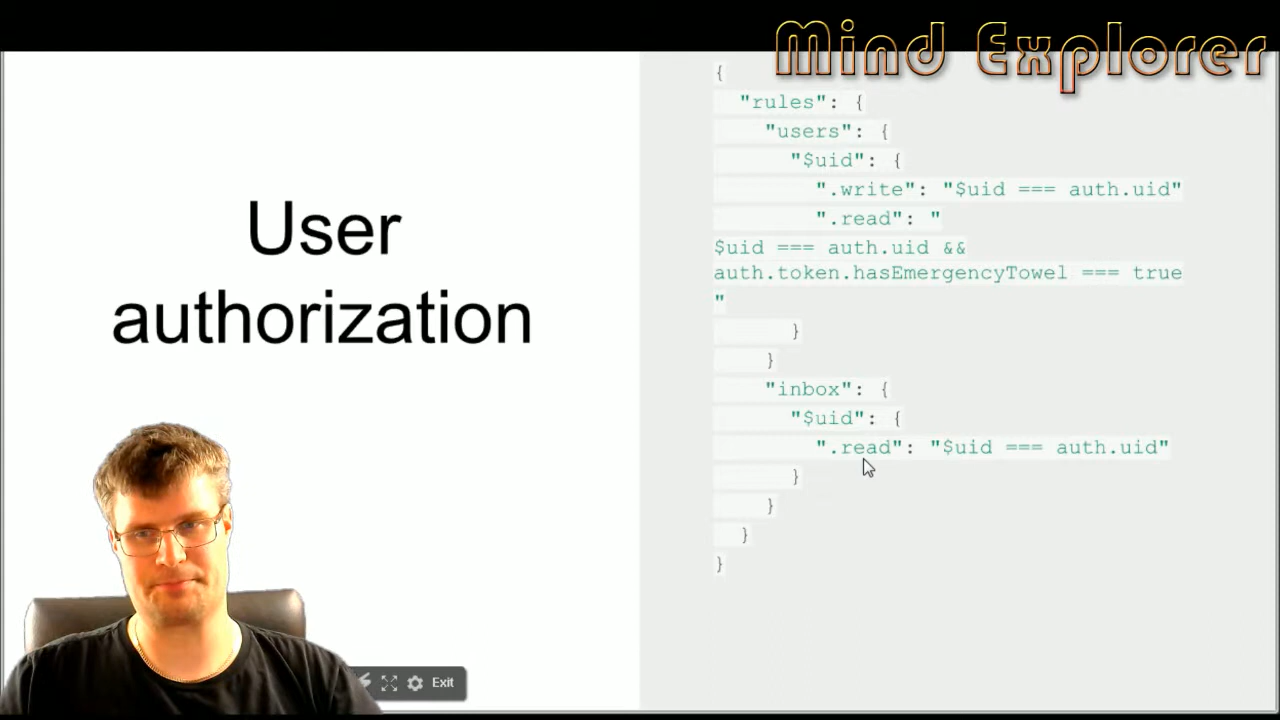 Mind Explorer
User
authorization
{
"rules": {
"users": {
"$uid": {
".write": "$uid === auth.uid"
".read": "
$uid === auth.uid &&
auth.token.hasEmergencyTowel === true
"
}
}
"inbox": {
"$uid": {
".read": "$uid === auth.uid"
}
}
}
}
Exit